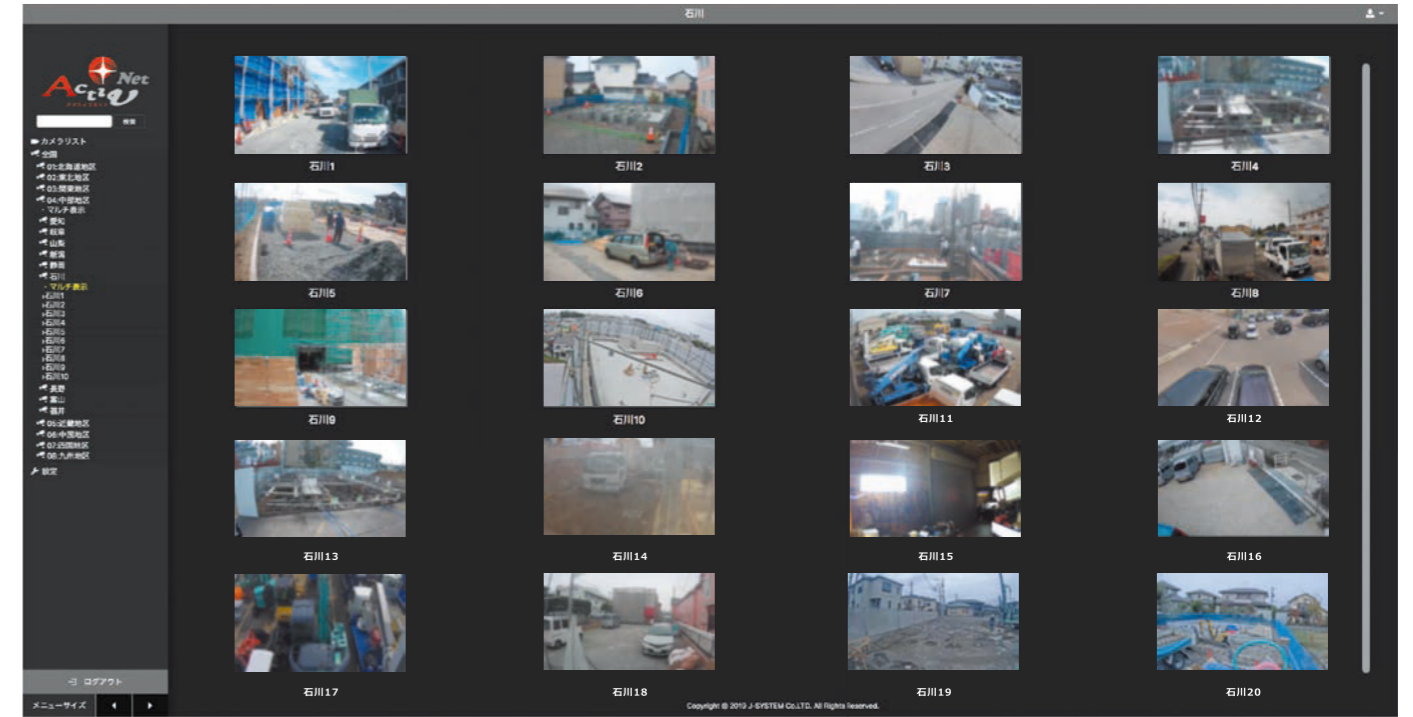 石川
Activ Net
検索
カメラリスト
全国
01:北海道地区
02:東北地区
03:関東地区
04:中部地区
- マルチ表示
愛知
岐阜
山梨
新潟
静岡
石川
- マルチ表示
石川1
石川2
石川3
石川4
石川5
石川6
石川7
石川8
石川9
石川10
長野
富山
福井
05:近畿地区
06:中国地区
07:四国地区
08:九州地区
設定
ログアウト
メニューサイズ
石川1
石川2
石川3
石川4
石川5
石川6
石川7
石川8
石川9
石川10
石川11
石川12
石川13
石川14
石川15
石川16
石川17
石川18
石川19
石川20
Copyright © 2019 J-SYSTEM Co.LTD. All Rights Reserved.